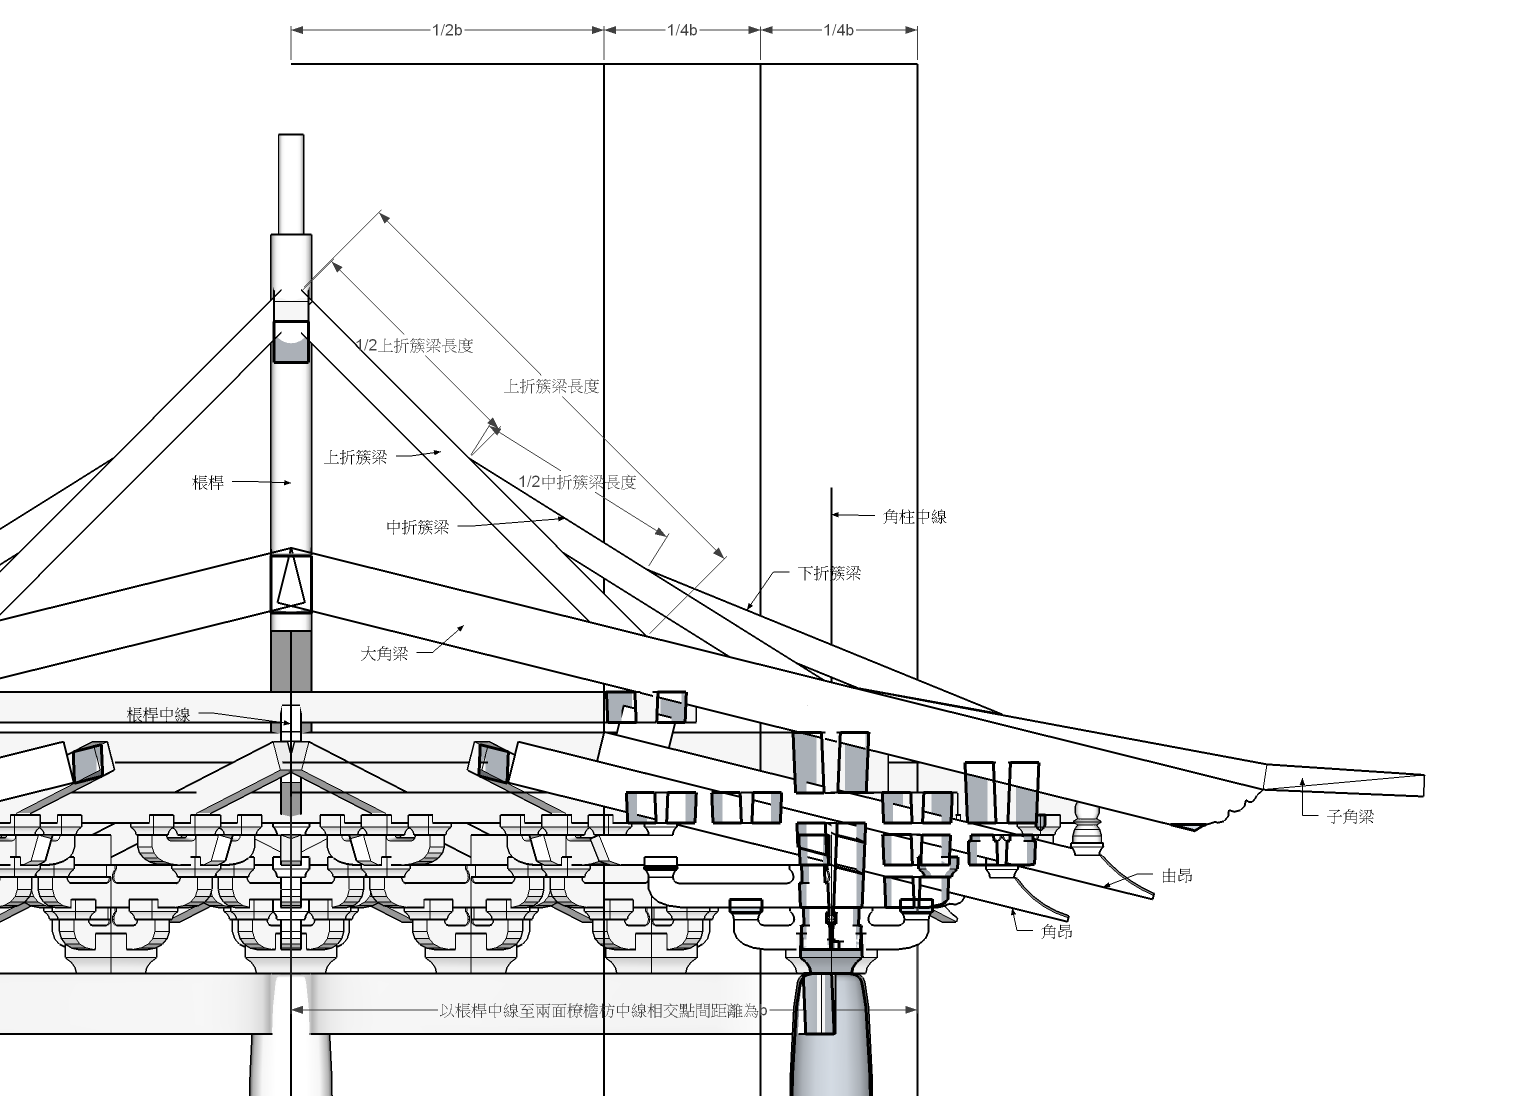 1/2b
1/4b
1/4b
1/2上折簇梁長度
上折簇梁長度
上折簇梁
棖桿
1/2中折簇梁長度
角柱中線
中折簇梁
下折簇梁
大角梁
棖桿中線
子角梁
由昂
角昂
以棖桿中線至兩面橑檐枋中線相交點間距離為b